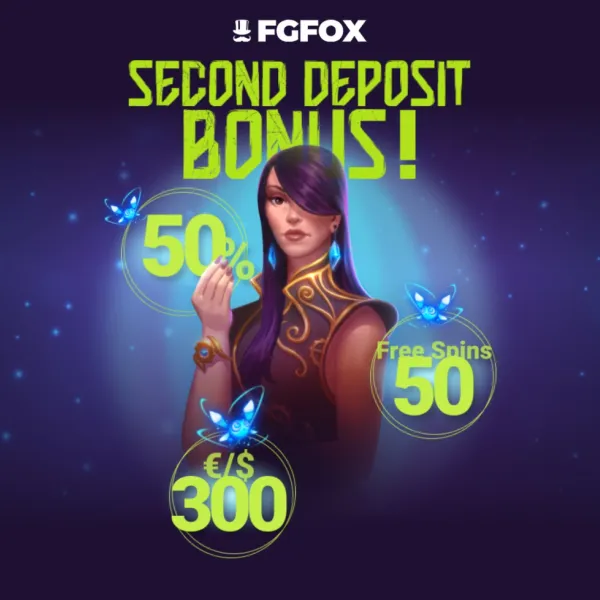 FGFOX
SECOND DEPOSIT
BONUS!
50%
Free Spins
50
€/$
300